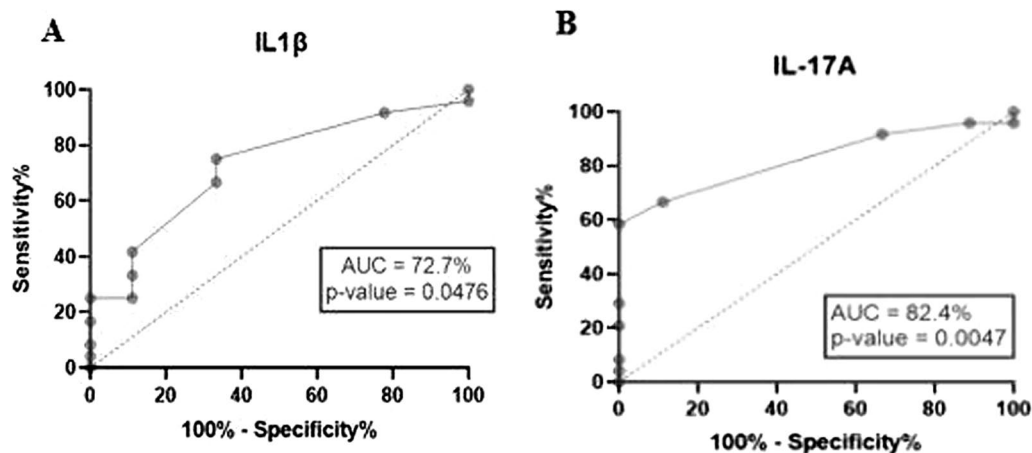 A
IL1β
100
80
60
40
20
0
Sensitivity%
AUC = 72.7%
p-value = 0.0476
0 20 40 60 80 100
100% - Specificity%
B
IL-17A
100
80
60
40
20
0
Sensitivity%
AUC = 82.4%
p-value = 0.0047
0 20 40 60 80 100
100% - Specificity%